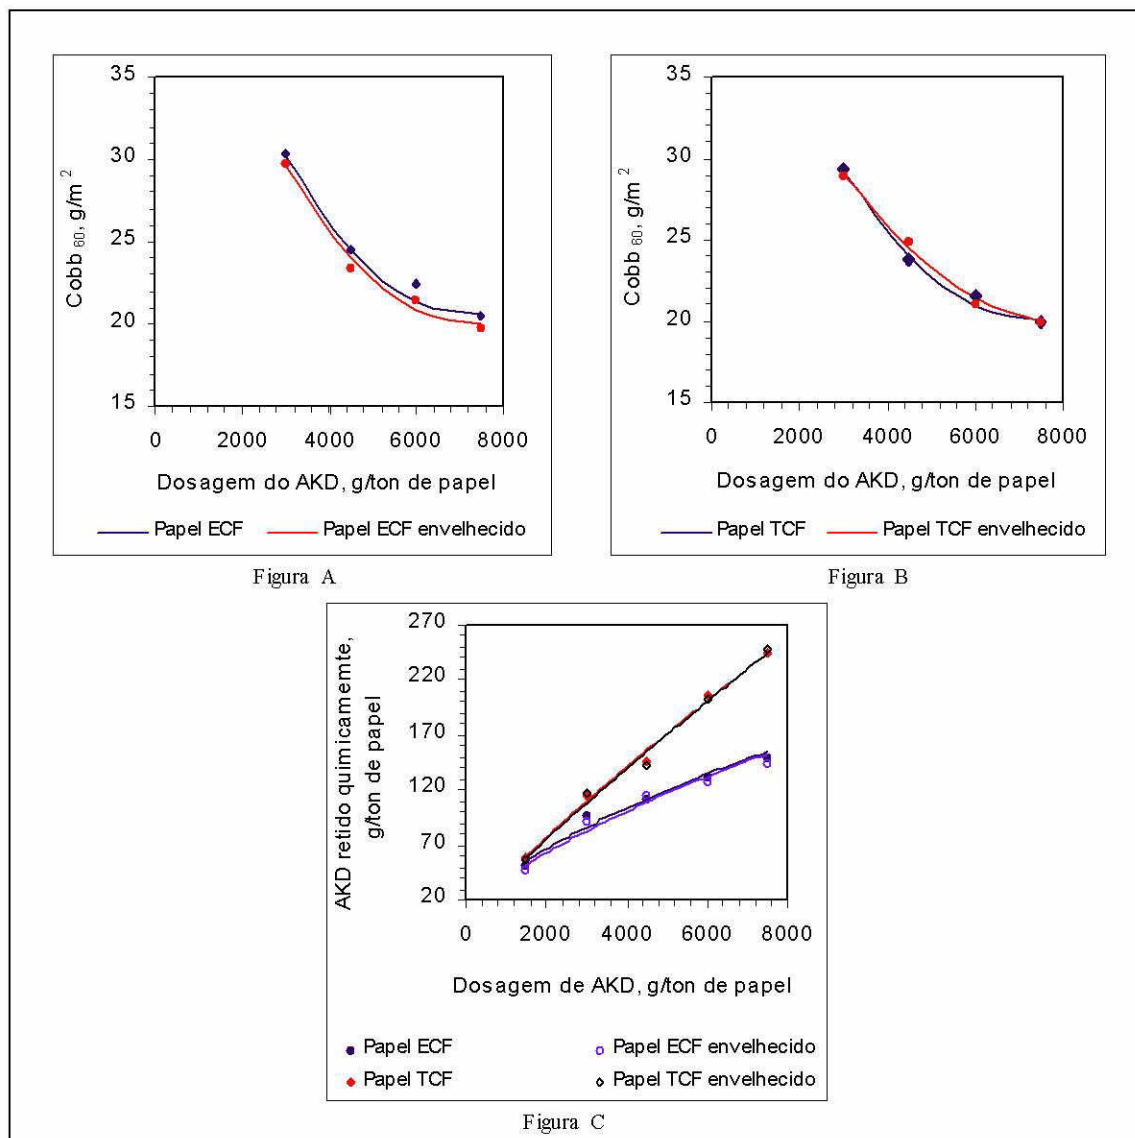 35
30
25
20
15
Cobb 60, g/m 2
0 2000 4000 6000 8000
Dosagem do AKD, g/ton de papel
Papel ECF Papel ECF envelhecido
Figura A
35
30
25
20
15
Cobb 60, g/m 2
0 2000 4000 6000 8000
Dosagem do AKD, g/ton de papel
Papel TCF Papel TCF envelhecido
Figura B
270
220
170
120
70
20
AKD retido quimicamemte,
g/ton de papel
0 2000 4000 6000 8000
Dosagem de AKD, g/ton de papel
Papel ECF Papel ECF envelhecido
Papel TCF Papel TCF envelhecido
Figura C